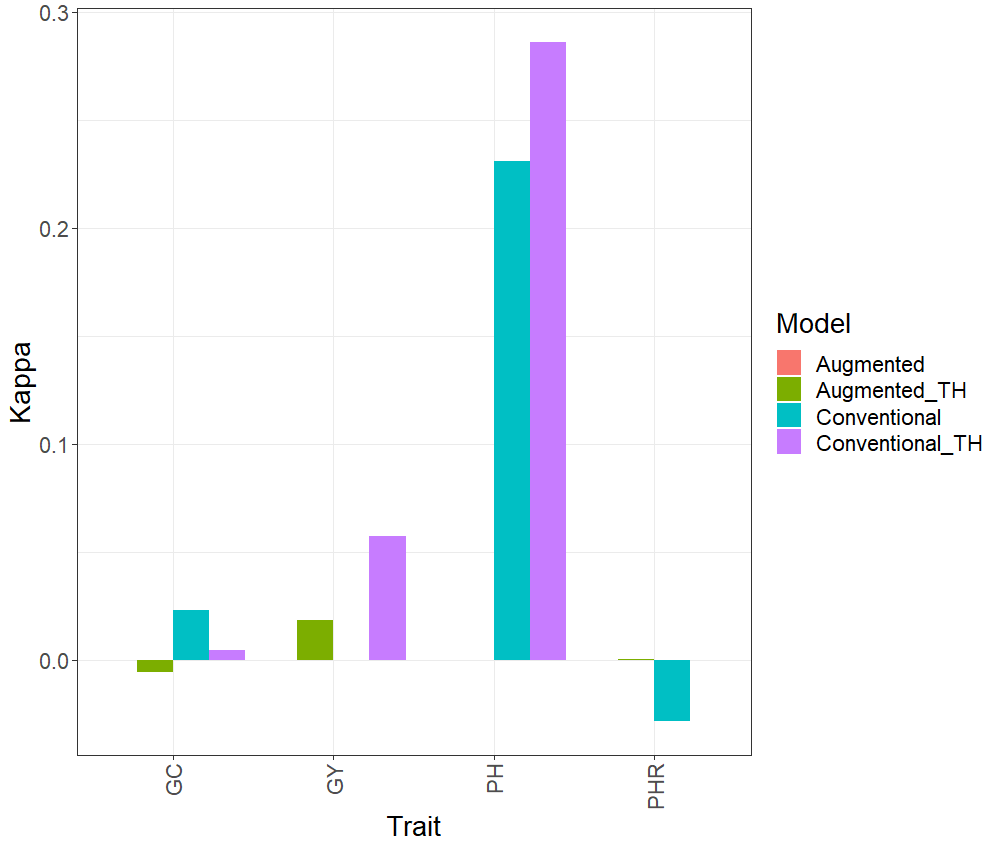 0.3
0.2
0.1
0.0
Kappa
GC
GY
PH
PHR
Trait
Model
Augmented
Augmented_TH
Conventional
Conventional_TH